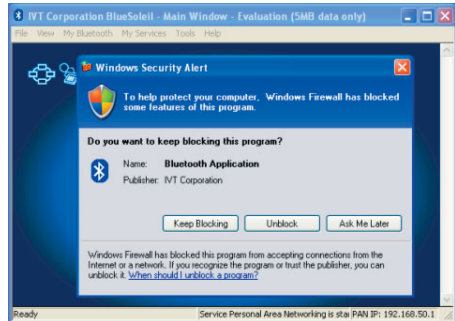 IVT Corporation BlueSoleil - Main Window - Evaluation (5MB data only)
File View My Bluetooth My Services Tools Help
Windows Security Alert
To help protect your computer, Windows Firewall has blocked
some features of this program.
Do you want to keep blocking this program?
Name: Bluetooth Application
Publisher: IVT Corporation
Keep Blocking Unblock Ask Me Later
Windows Firewall has blocked this program from accepting connections from the
Internet or a network. If you recognize the program or trust the publisher, you can
unblock it. When should I unblock a program?
Ready Service Personal Area Networking is sta PAN IP: 192.168.50.1